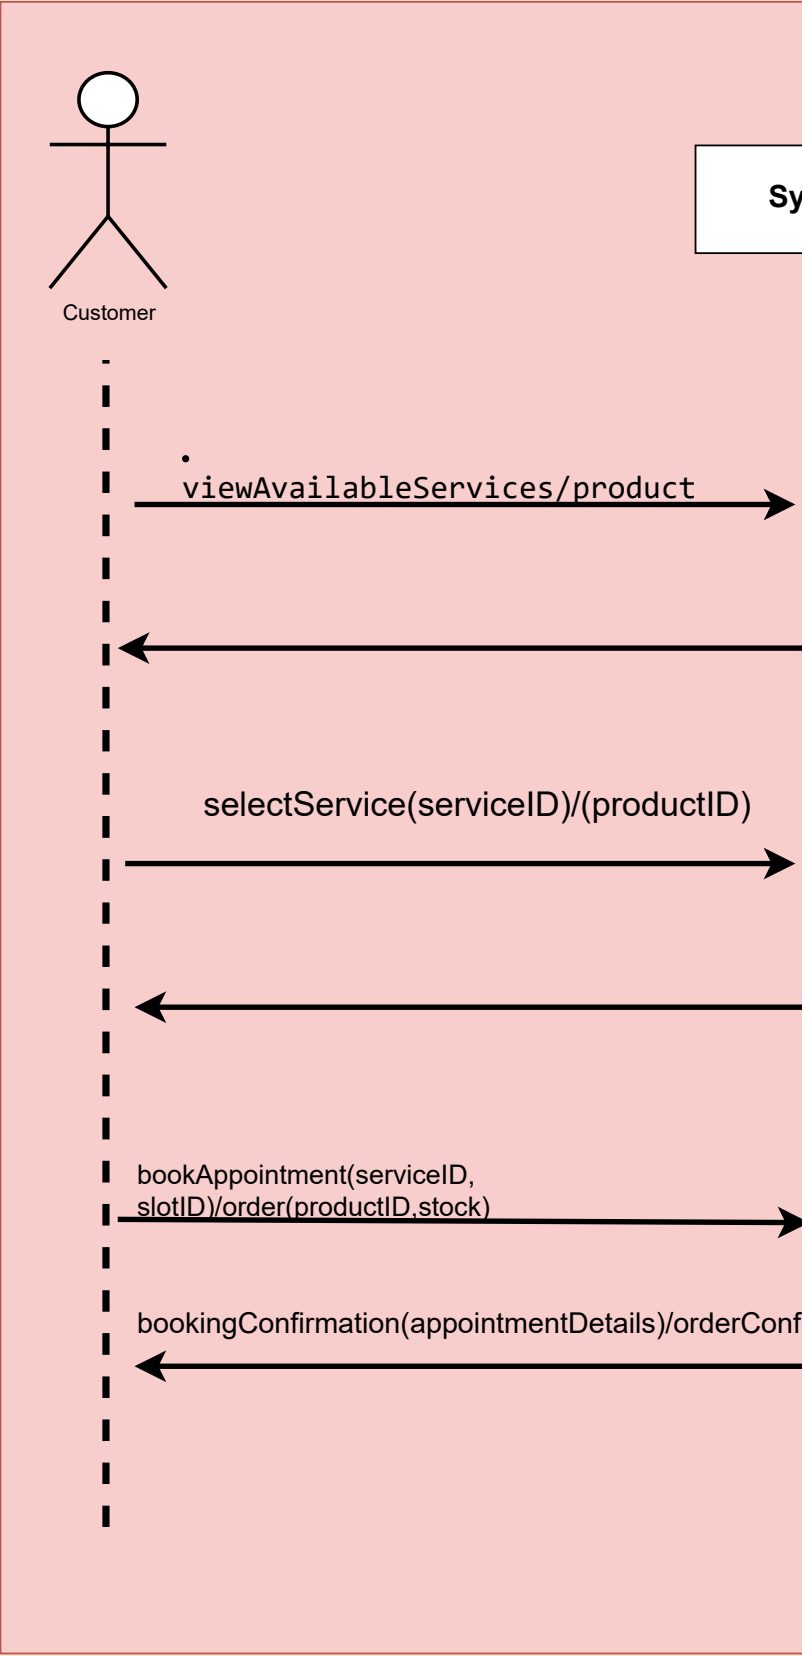 Sy
Customer
viewAvailableServices/product
selectService(serviceID)/(productID)
bookAppointment(serviceID,
slotID)/order(productID,stock)
bookingConfirmation(appointmentDetails)/orderConf